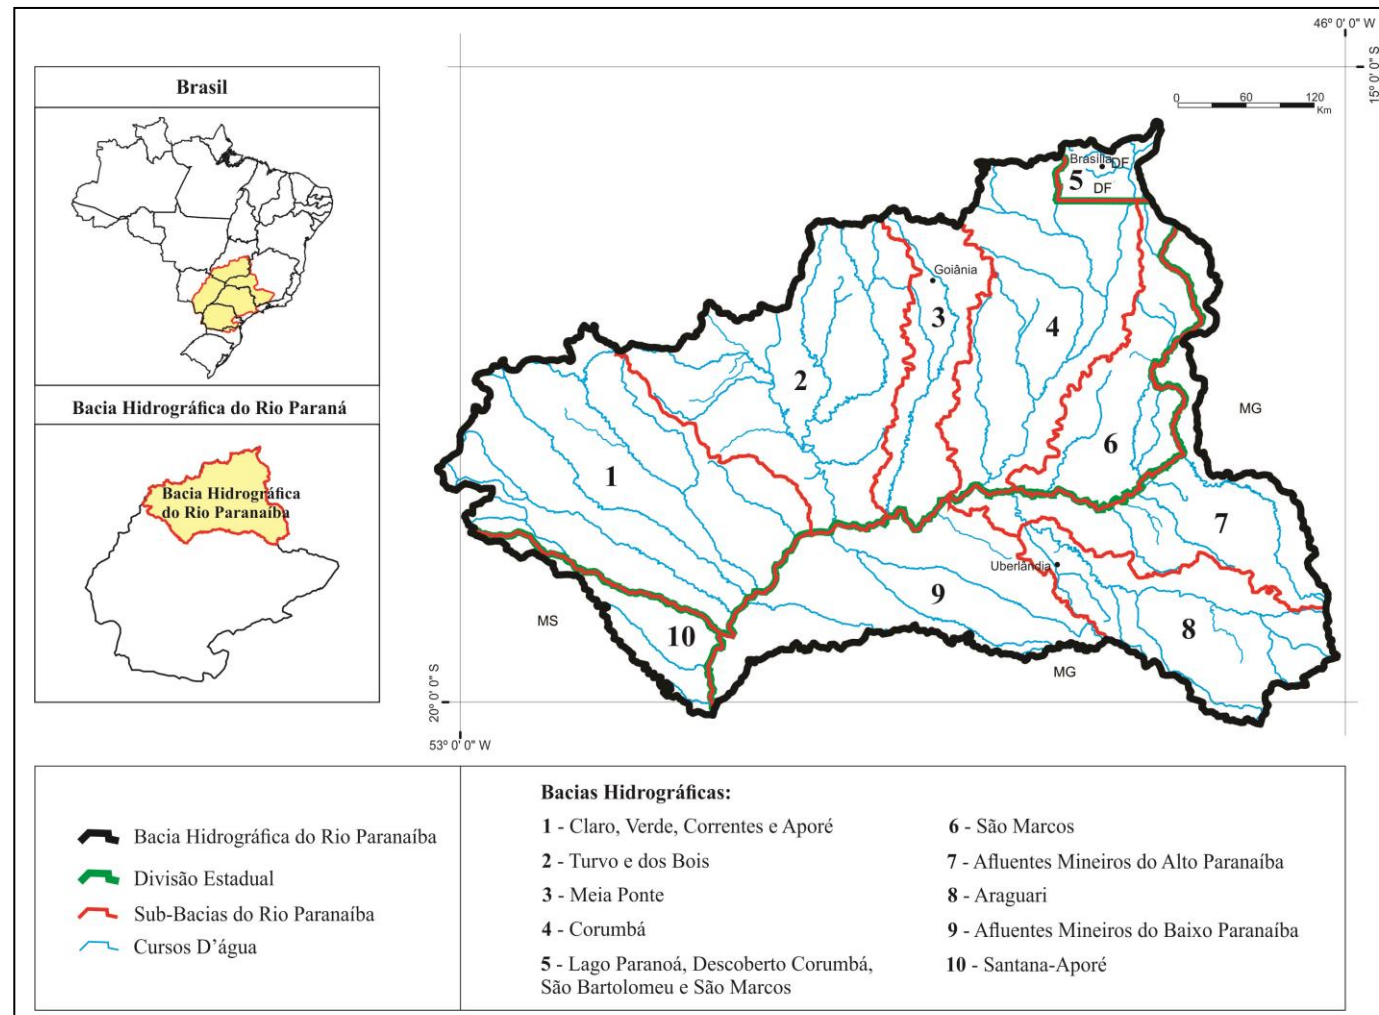 Brasil
Bacia Hidrográfica do Rio Paraná
Bacia Hidrográfica
do Rio Paranaíba
46º 0' 0" W
15º 0' 0" S
0 60 120
Km
Brasília
DF
5
DF
Goiânia
3
4
2
MG
6
1
7
Uberlândia
9
MS
10
8
MG
20º 0' 0" S
53º 0' 0" W
Bacia Hidrográfica do Rio Paranaíba
Divisão Estadual
Sub-Bacias do Rio Paranaíba
Cursos D'água
Bacias Hidrográficas:
1 - Claro, Verde, Correntes e Aporé
2 - Turvo e dos Bois
3 - Meia Ponte
4 - Corumbá
5 - Lago Paranoá, Descoberto Corumbá,
São Bartolomeu e São Marcos
6 - São Marcos
7 - Afluentes Mineiros do Alto Paranaíba
8 - Araguari
9 - Afluentes Mineiros do Baixo Paranaíba
10 - Santana-Aporé